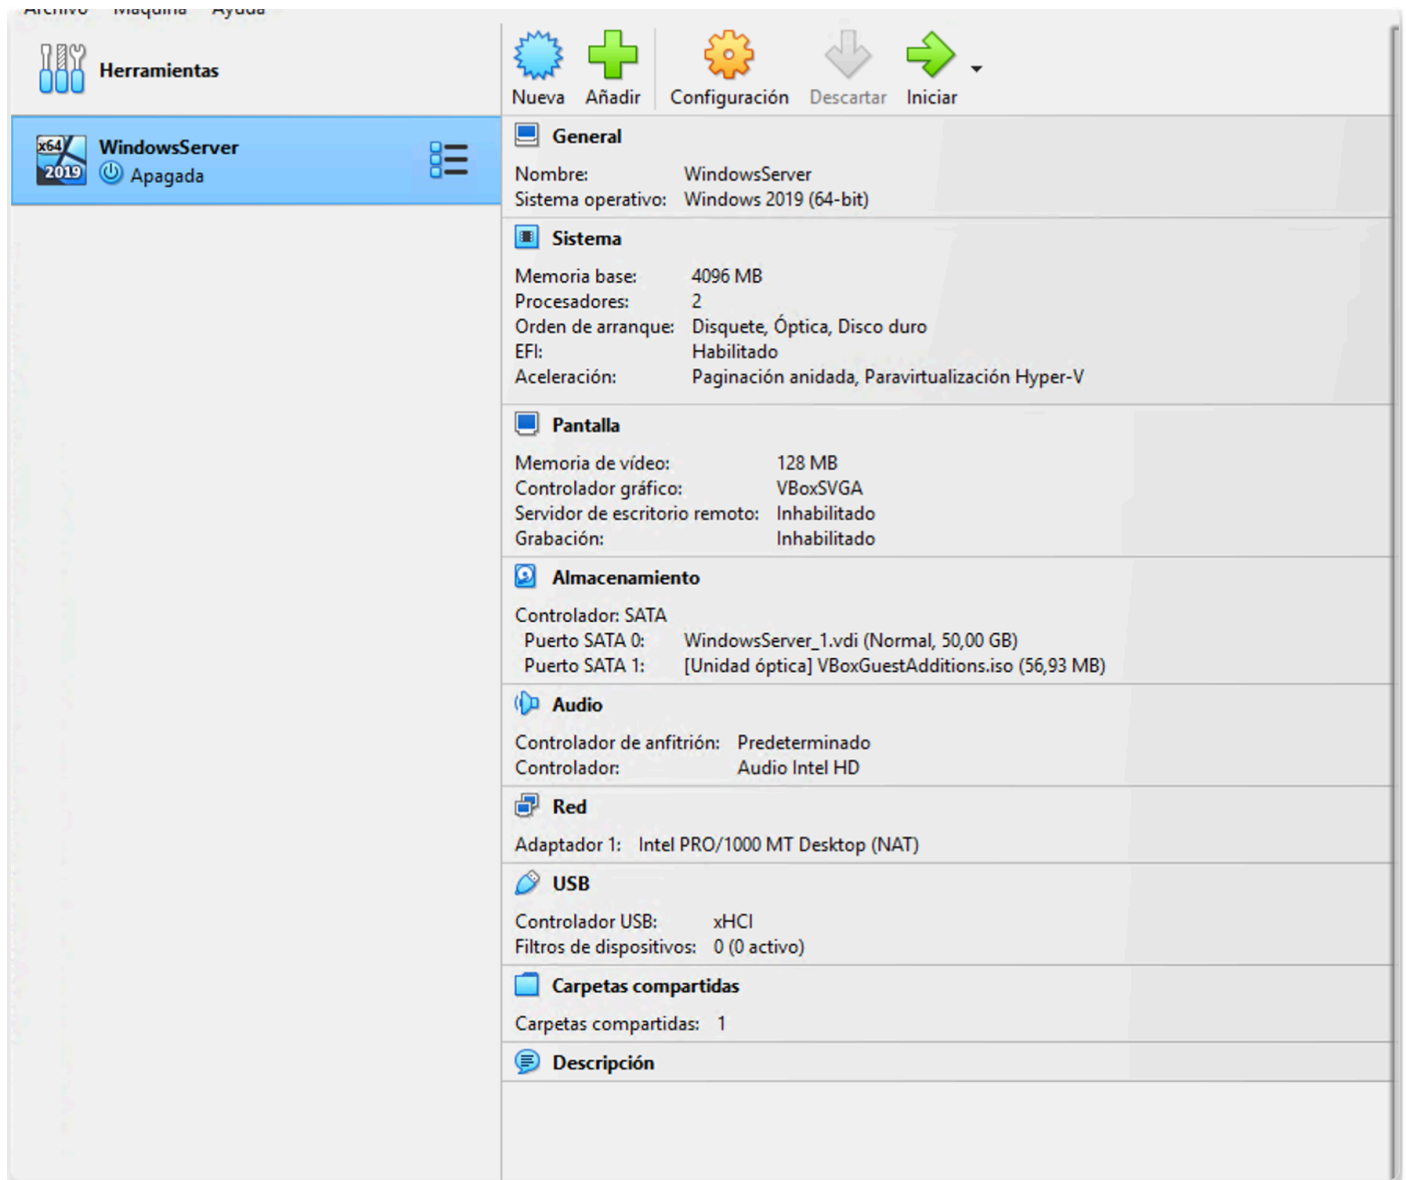 Archivo Máquina Ayuda
Herramientas
Nueva Añadir Configuración Descartar Iniciar
x64 2019
WindowsServer
Apagada
General
Nombre: WindowsServer
Sistema operativo: Windows 2019 (64-bit)
Sistema
Memoria base: 4096 MB
Procesadores: 2
Orden de arranque: Disquete, Óptica, Disco duro
EFI: Habilitado
Aceleración: Paginación anidada, Paravirtualización Hyper-V
Pantalla
Memoria de vídeo: 128 MB
Controlador gráfico: VBoxSVGA
Servidor de escritorio remoto: Inhabilitado
Grabación: Inhabilitado
Almacenamiento
Controlador: SATA
Puerto SATA 0: WindowsServer_1.vdi (Normal, 50,00 GB)
Puerto SATA 1: [Unidad óptica] VBoxGuestAdditions.iso (56,93 MB)
Audio
Controlador de anfitrión: Predeterminado
Controlador: Audio Intel HD
Red
Adaptador 1: Intel PRO/1000 MT Desktop (NAT)
USB
Controlador USB: xHCI
Filtros de dispositivos: 0 (0 activo)
Carpetas compartidas
Carpetas compartidas: 1
Descripción